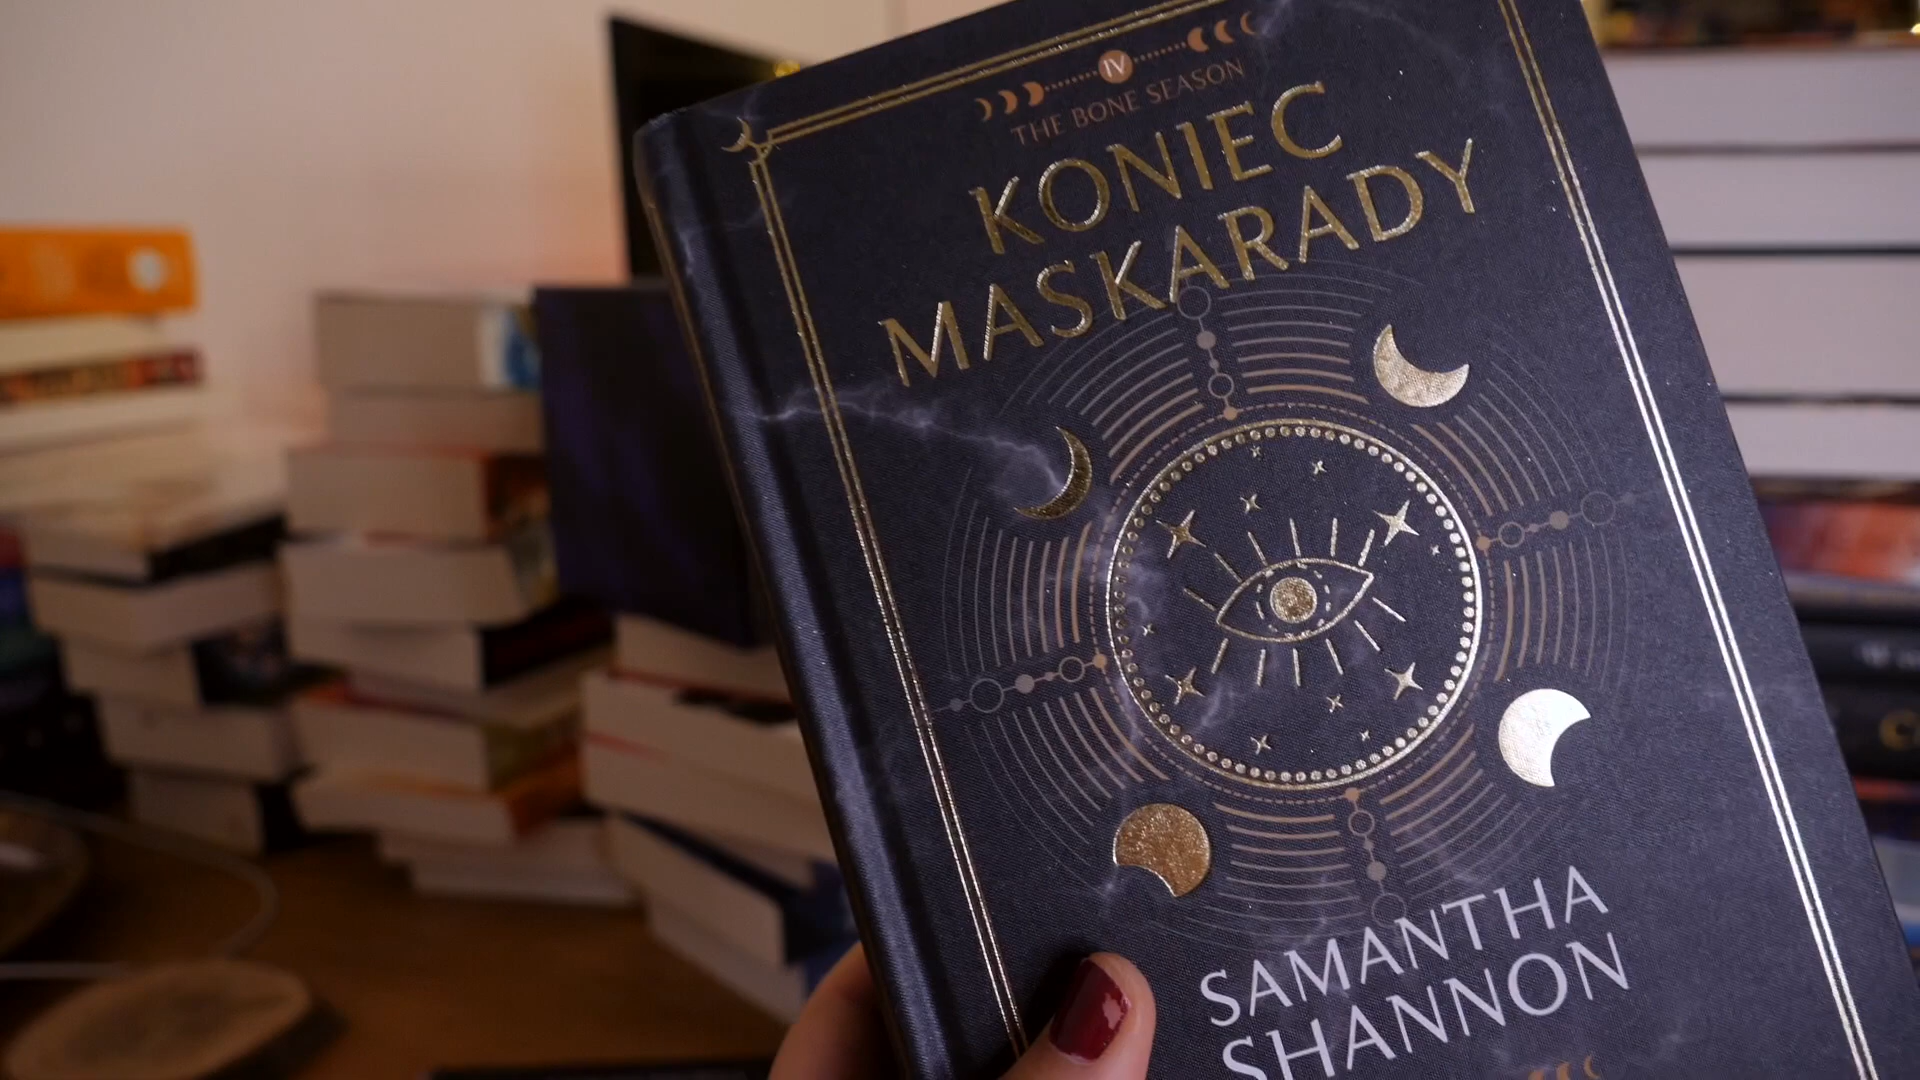 IV
THE BONE SEASON
KONIEC
MASKARADY
SAMANTHA
SHANNON